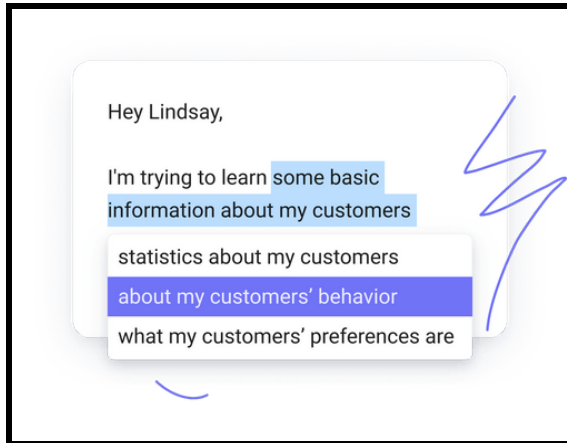 Hey Lindsay,
I'm trying to learn some basic
information about my customers
statistics about my customers
about my customers’ behavior
what my customers’ preferences are